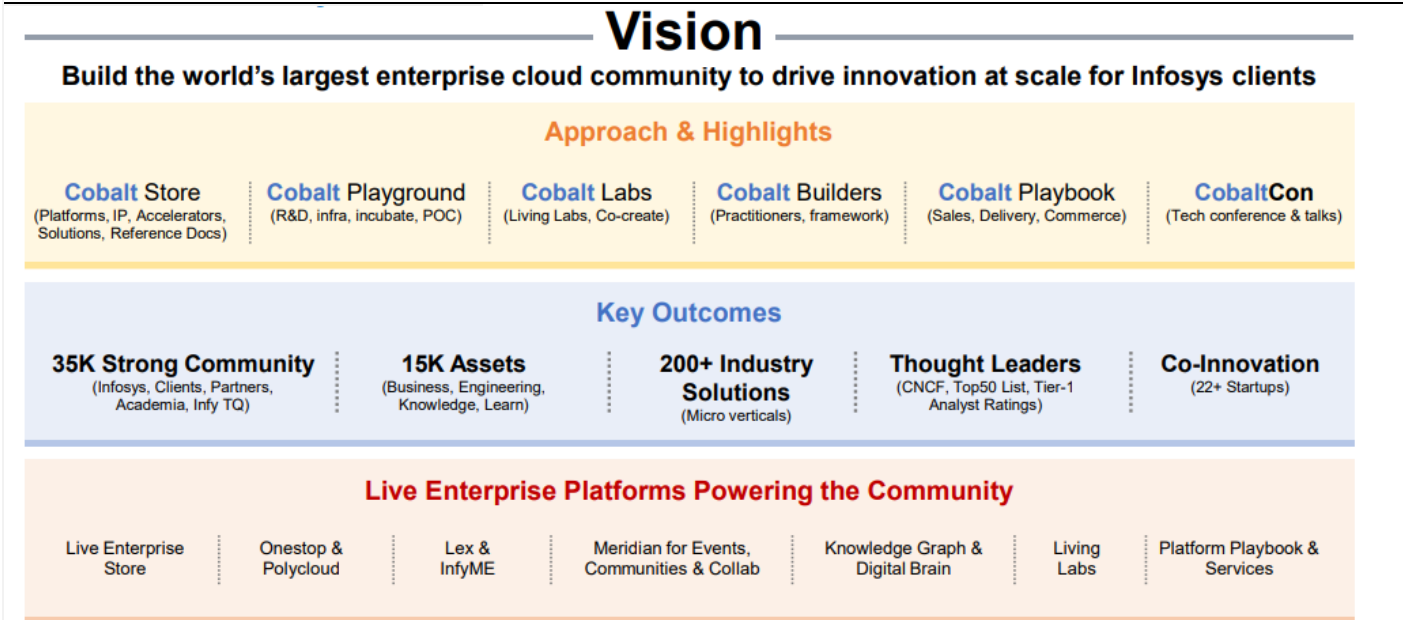 Vision
Build the world's largest enterprise cloud community to drive innovation at scale for Infosys clients
Approach & Highlights
Cobalt Store
(Platforms, IP, Accelerators,
Solutions, Reference Docs)
Cobalt Playground
(R&D, infra, incubate, POC)
Cobalt Labs
(Living Labs, Co-create)
Cobalt Builders
(Practitioners, framework)
Cobalt Playbook
(Sales, Delivery, Commerce)
CobaltCon
(Tech conference & talks)
Key Outcomes
35K Strong Community
(Infosys, Clients, Partners,
Academia, Infy TQ)
15K Assets
(Business, Engineering,
Knowledge, Learn)
200+ Industry
Solutions
(Micro verticals)
Thought Leaders
(CNCF, Top50 List, Tier-1
Analyst Ratings)
Co-Innovation
(22+ Startups)
Live Enterprise Platforms Powering the Community
Live Enterprise
Store
Onestop &
Polycloud
Lex &
InfyME
Meridian for Events,
Communities & Collab
Knowledge Graph &
Digital Brain
Living
Labs
Platform Playbook &
Services